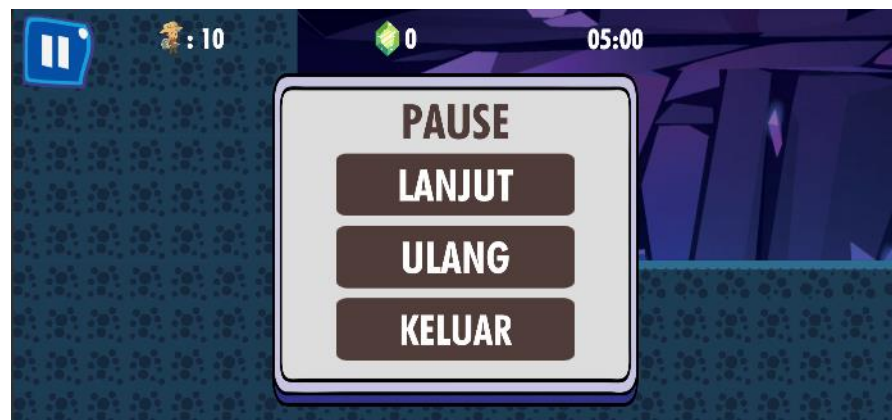 : 10
0
05:00
PAUSE
LANJUT
ULANG
KELUAR